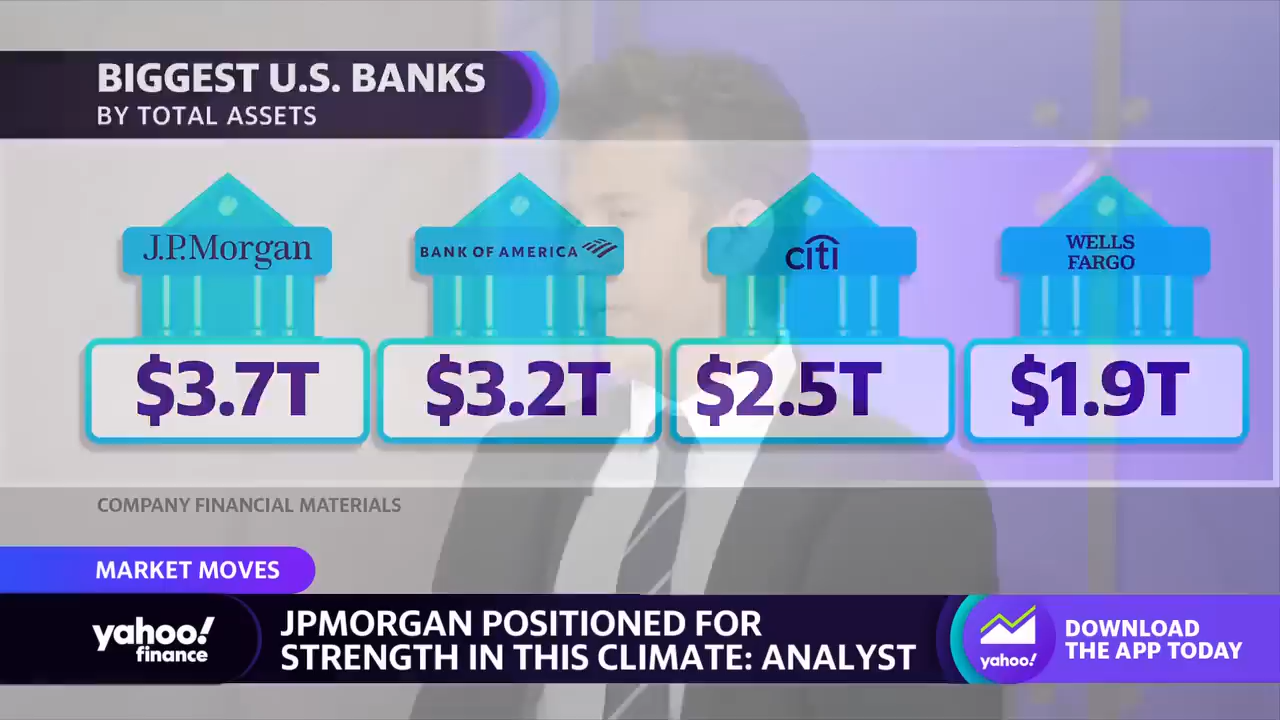 BIGGEST U.S. BANKS
BY TOTAL ASSETS
J.P.Morgan
BANK OF AMERICA
citi
WELLS
FARGO
$3.7T
$3.2T
$2.5T
$1.9T
COMPANY FINANCIAL MATERIALS
MARKET MOVES
yahoo!
finance
JPMORGAN POSITIONED FOR
STRENGTH IN THIS CLIMATE: ANALYST
yahoo!
DOWNLOAD
THE APP TODAY